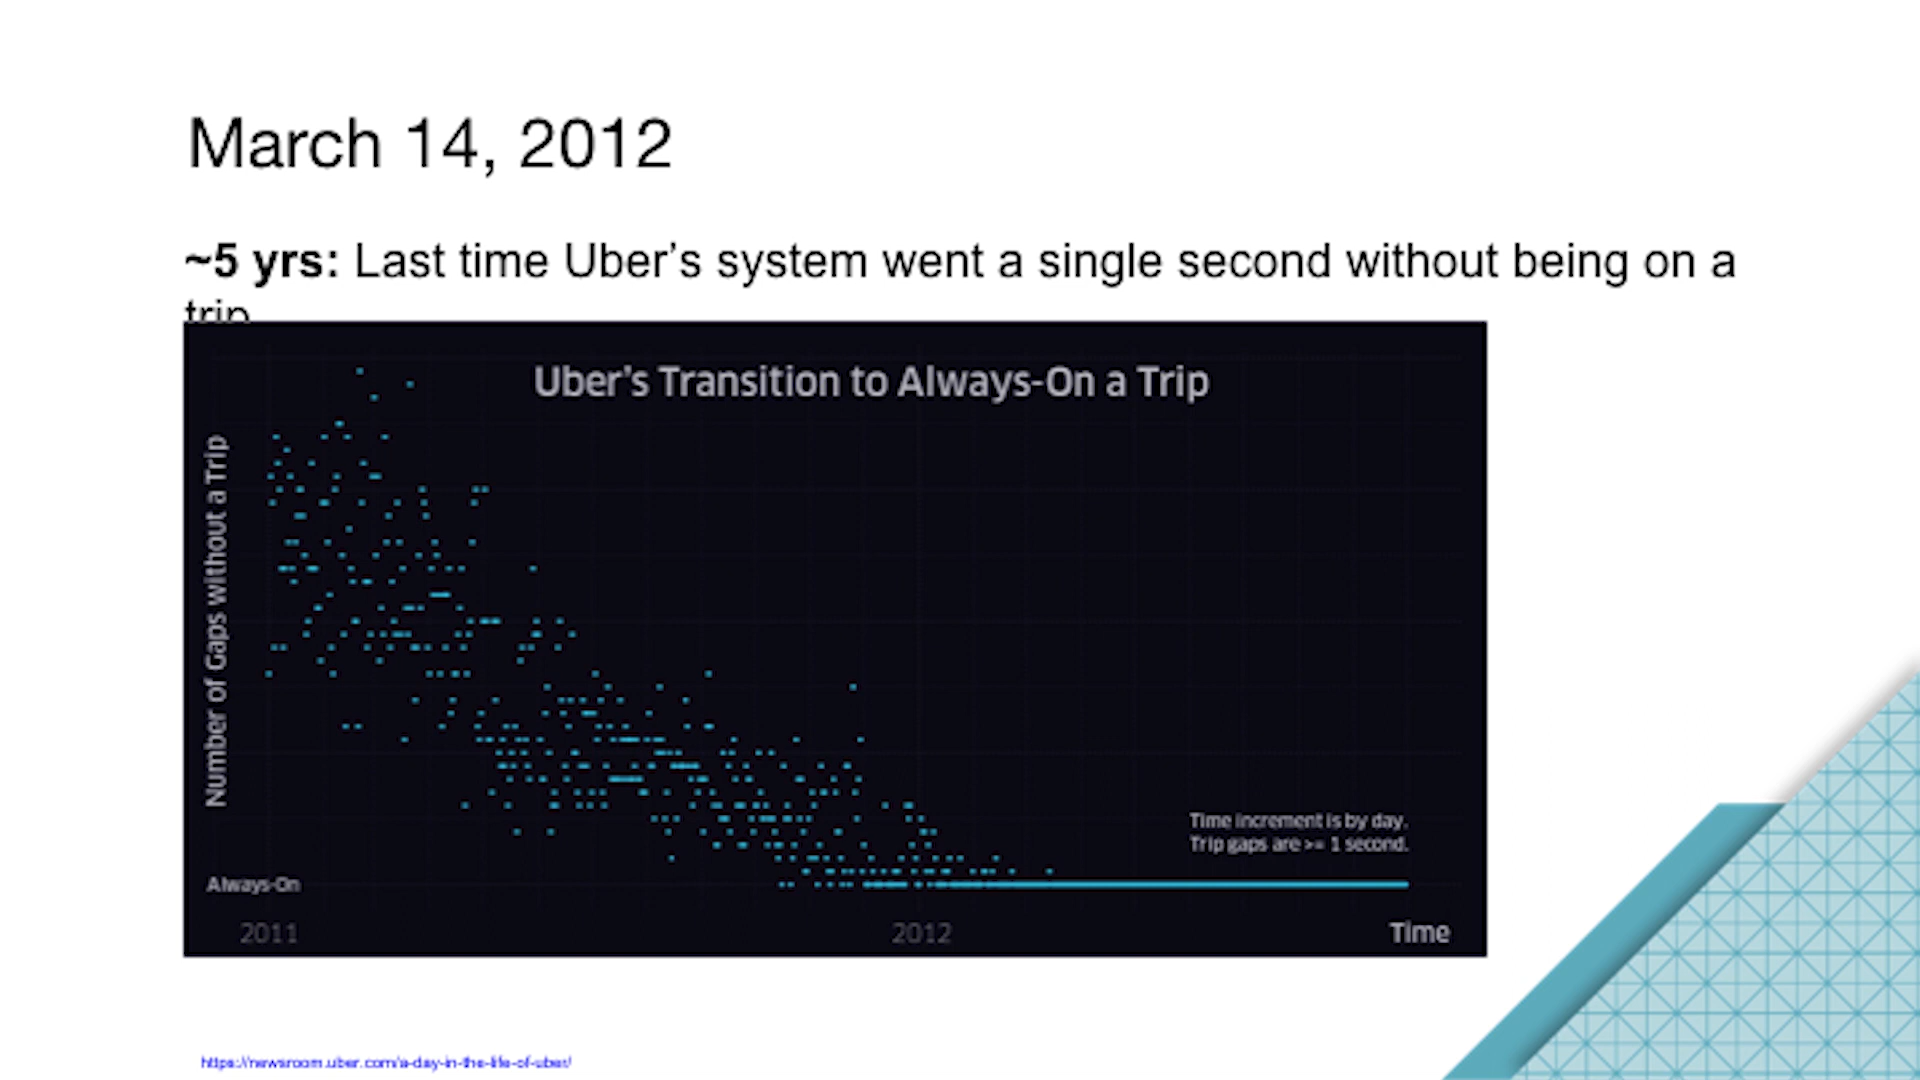 March 14, 2012
~5 yrs: Last time Uber’s system went a single second without being on a
trip
Uber's Transition to Always-On a Trip
Number of Gaps without a Trip
Time increment is by day.
Trip gaps are >= 1 second.
Always-On
2011
2012
Time
https://newsroom.uber.com/a-day-in-the-life-of-uber/